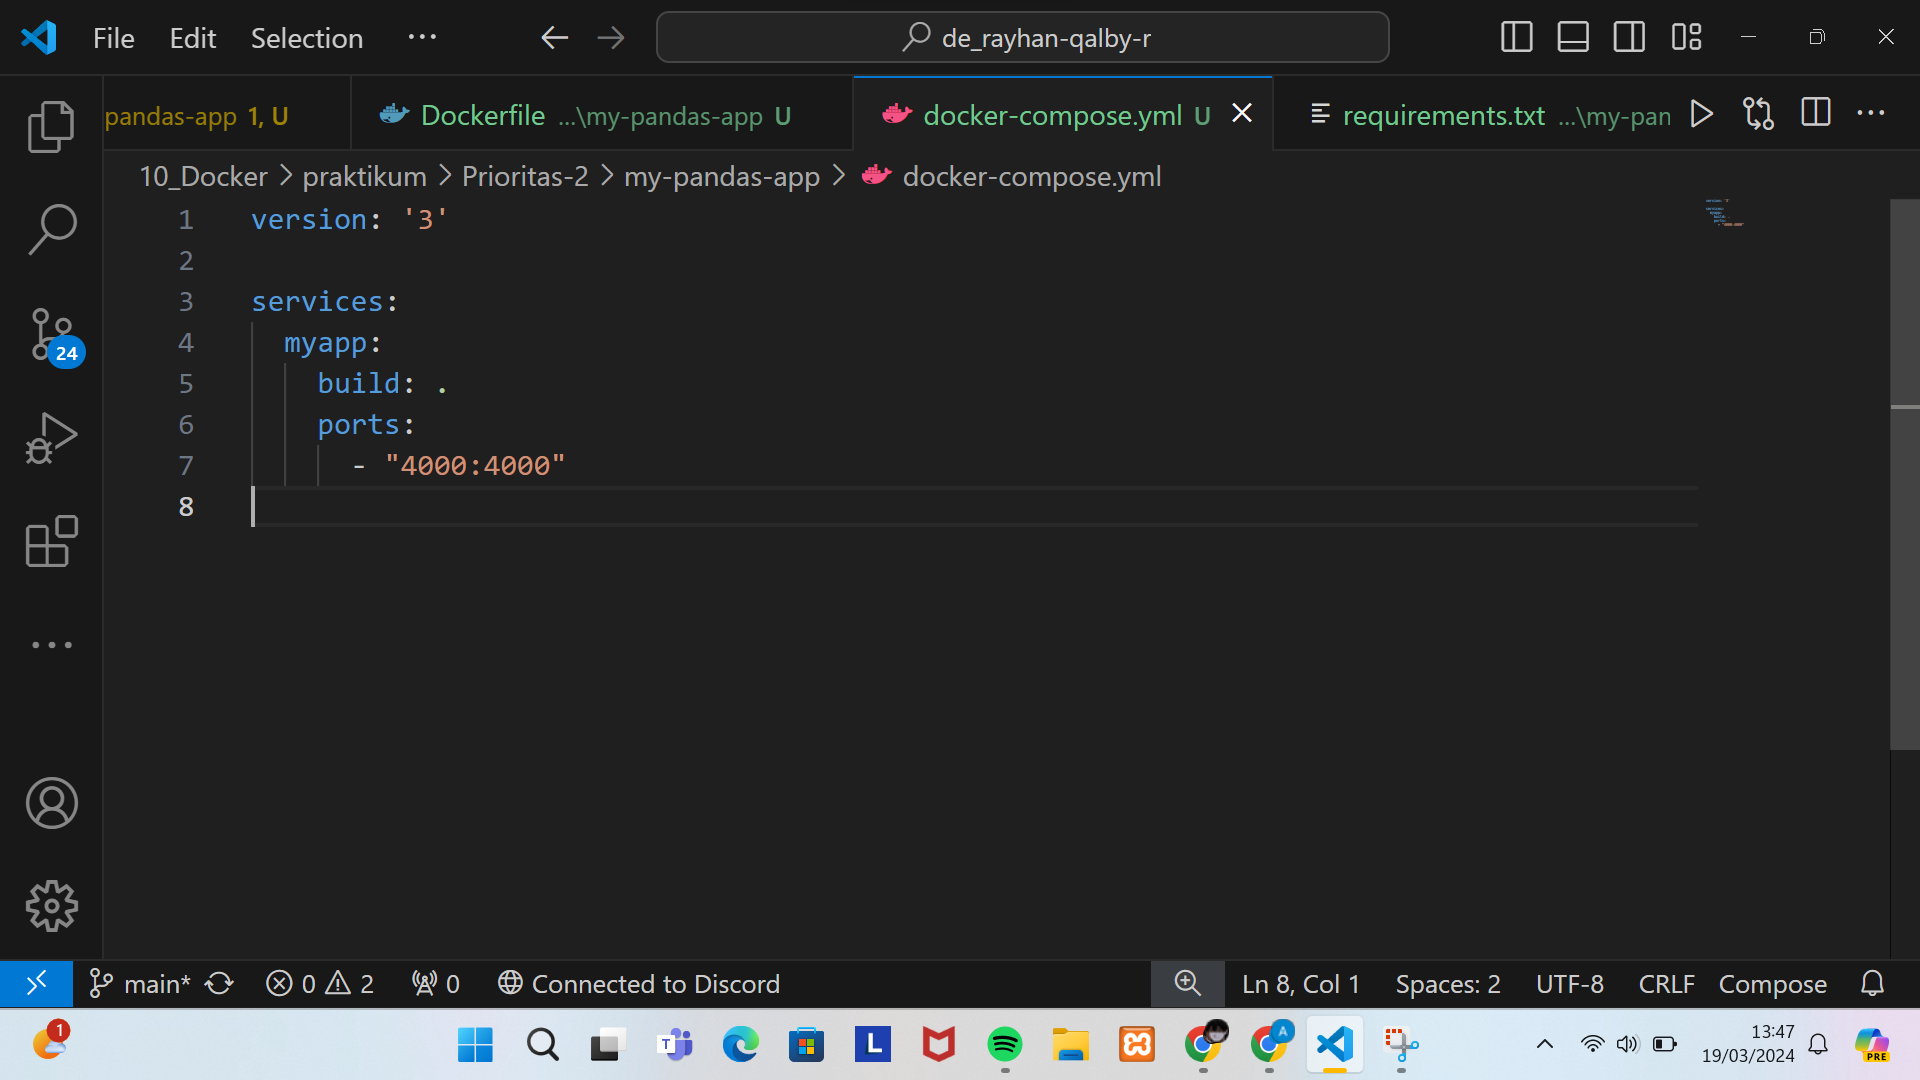 File Edit Selection ··· de_rayhan-qalby-r
pandas-app 1, U Dockerfile ...\my-pandas-app U docker-compose.yml U requirements.txt ...\my-pan
10_Docker > praktikum > Prioritas-2 > my-pandas-app > docker-compose.yml
1 version: '3'
2
3 services:
4 myapp:
5 build: .
6 ports:
7 - "4000:4000"
8
24
main* 0 2 0 Connected to Discord Ln 8, Col 1 Spaces: 2 UTF-8 CRLF Compose
1 T L A 13:47 PRE
19/03/2024